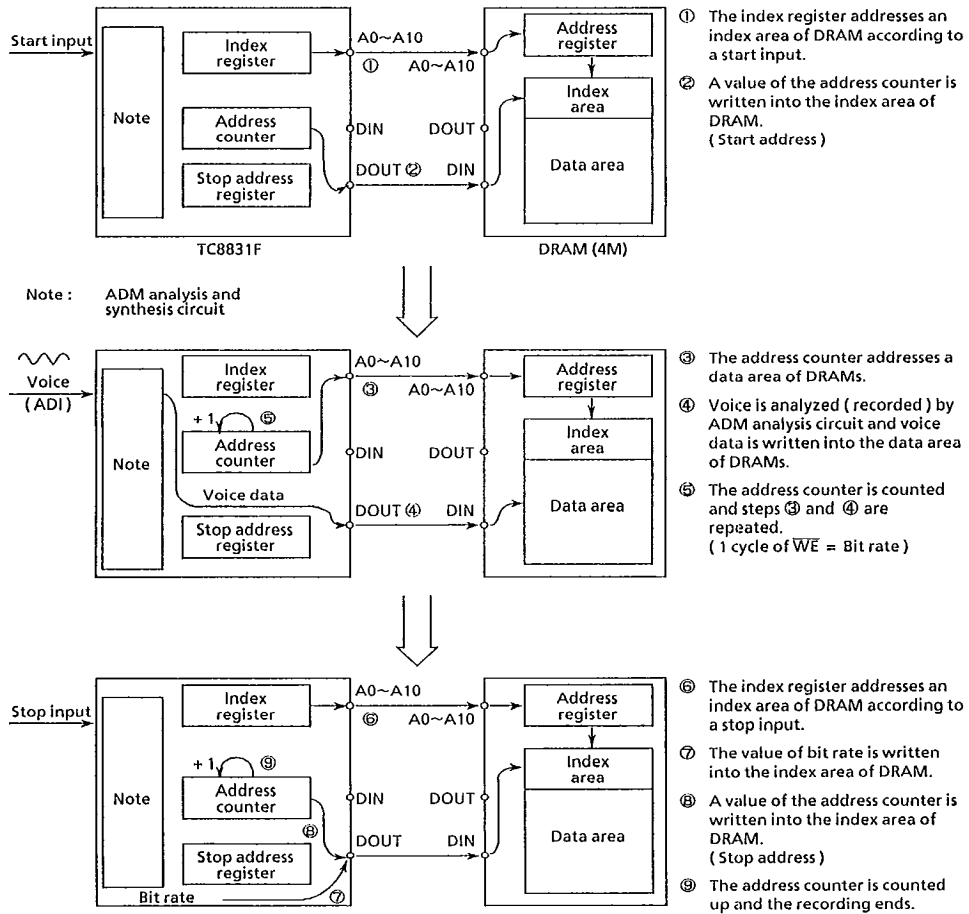 Start input
Note
Index
register
Address
counter
Stop address
register
A0~A10
①
A0~A10
DIN
DOUT
DOUT ②
DIN
Address
register
Index
area
Data area
TC8831F
DRAM (4M)
① The index register addresses an
index area of DRAM according to
a start input.
② A value of the address counter is
written into the index area of
DRAM.
( Start address )
Note : ADM analysis and
synthesis circuit
Voice
( ADI )
Note
Index
register
+ 1
⑤
Address
counter
Voice data
Stop address
register
A0~A10
③
A0~A10
DIN
DOUT
DOUT ④
DIN
Address
register
Index
area
Data area
③ The address counter addresses a
data area of DRAMs.
④ Voice is analyzed ( recorded ) by
ADM analysis circuit and voice
data is written into the data area
of DRAMs.
⑤ The address counter is counted
and steps ③ and ④ are
repeated.
( 1 cycle of W̅E̅ = Bit rate )
Stop input
Note
Index
register
+ 1
⑨
Address
counter
⑧
Stop address
register
Bit rate
⑦
A0~A10
⑥
A0~A10
DIN
DOUT
DOUT
DIN
Address
register
Index
area
Data area
⑥ The index register addresses an
index area of DRAM according to
a stop input.
⑦ The value of bit rate is written
into the index area of DRAM.
⑧ A value of the address counter is
written into the index area of
DRAM.
( Stop address )
⑨ The address counter is counted
up and the recording ends.